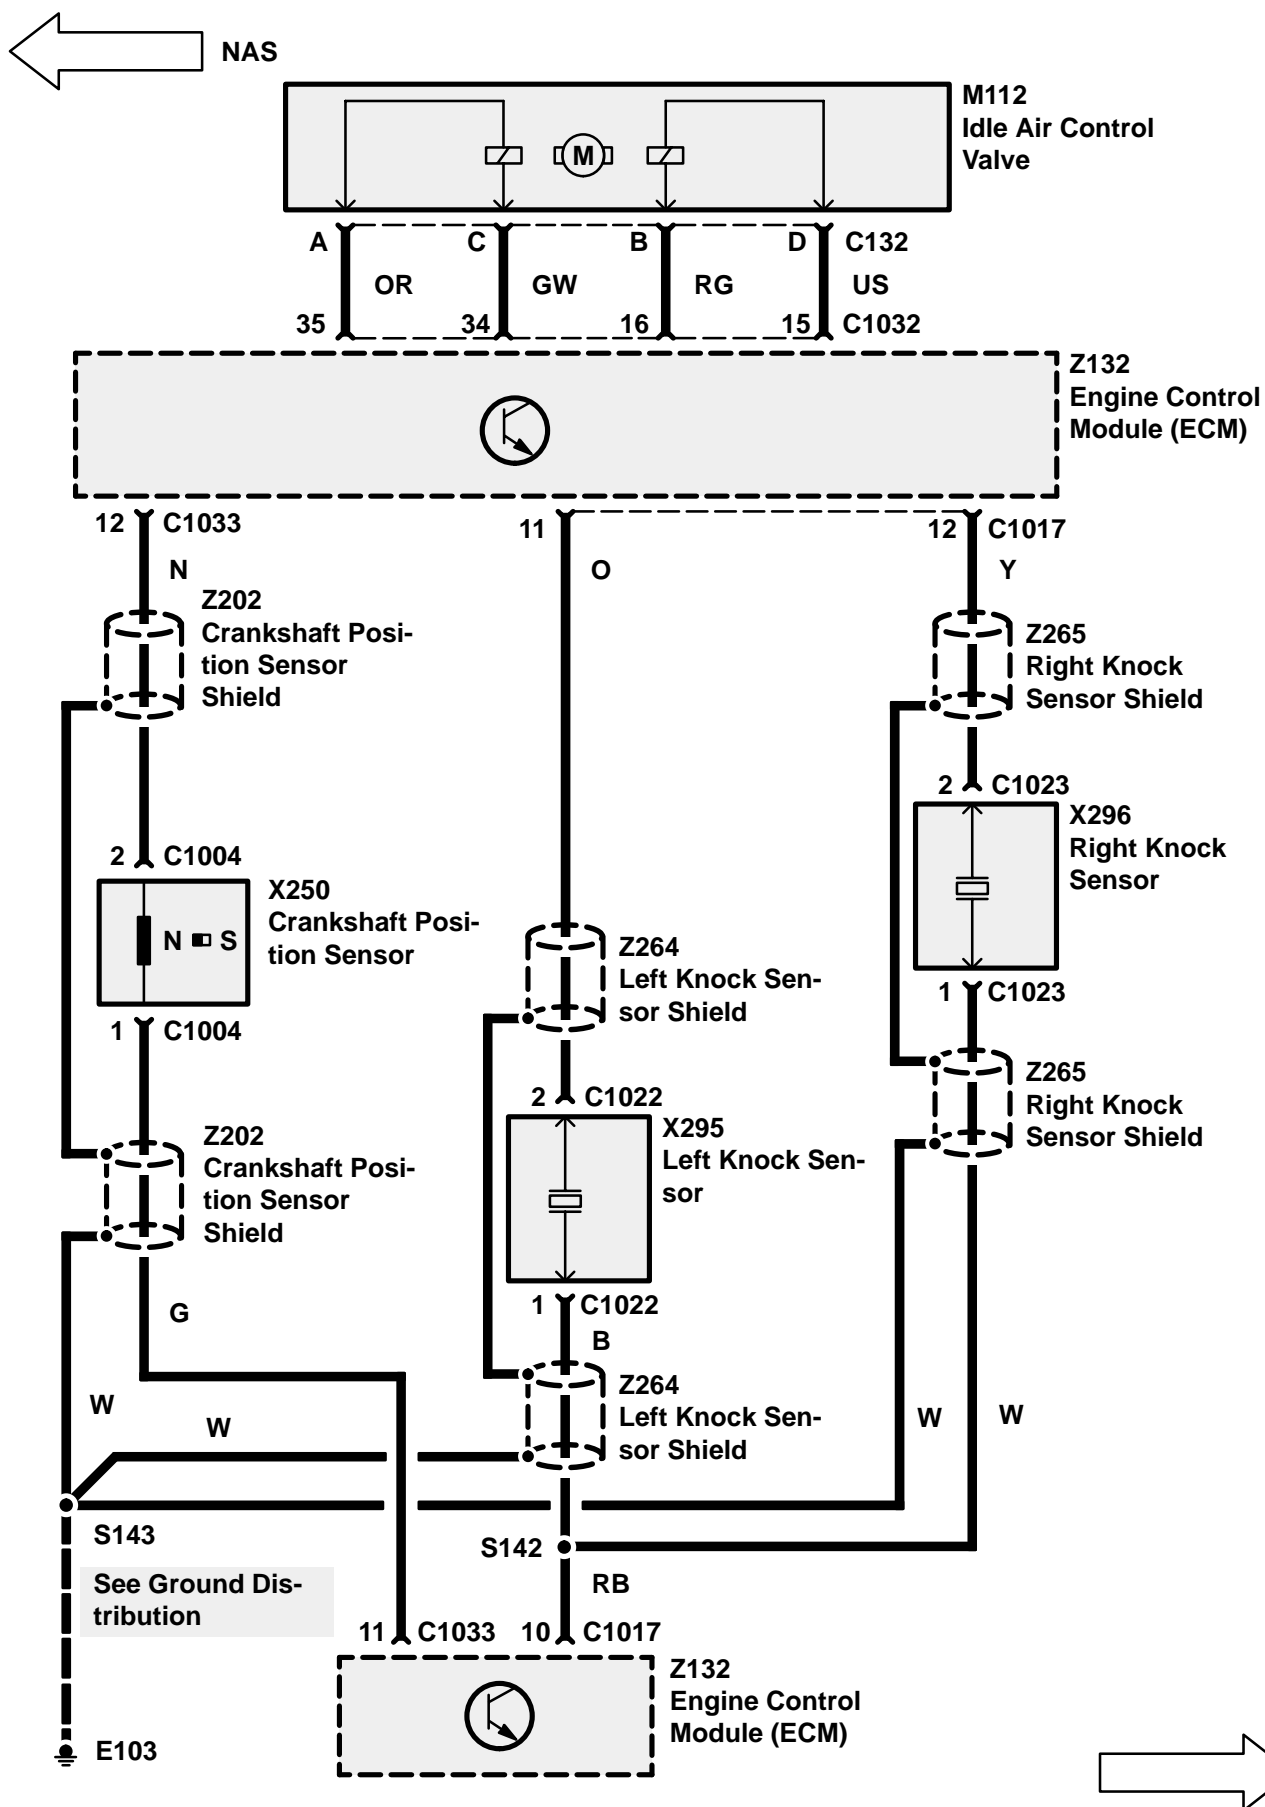 NAS
M112
Idle Air Control
Valve
M
A
C
B
D
C132
OR
GW
RG
US
35
34
16
15
C1032
Z132
Engine Control
Module (ECM)
12
C1033
11
12
C1017
N
O
Y
Z202
Crankshaft Posi-
tion Sensor
Shield
Z265
Right Knock
Sensor Shield
2
C1023
X296
Right Knock
Sensor
2
C1004
X250
Crankshaft Posi-
tion Sensor
N
S
Z264
Left Knock Sen-
sor Shield
1
C1023
1
C1004
Z265
Right Knock
Sensor Shield
2
C1022
X295
Left Knock Sen-
sor
Z202
Crankshaft Posi-
tion Sensor
Shield
1
C1022
G
B
Z264
Left Knock Sen-
sor Shield
W
W
W
W
S143
S142
See Ground Dis-
tribution
RB
11
C1033
10
C1017
Z132
Engine Control
Module (ECM)
E103